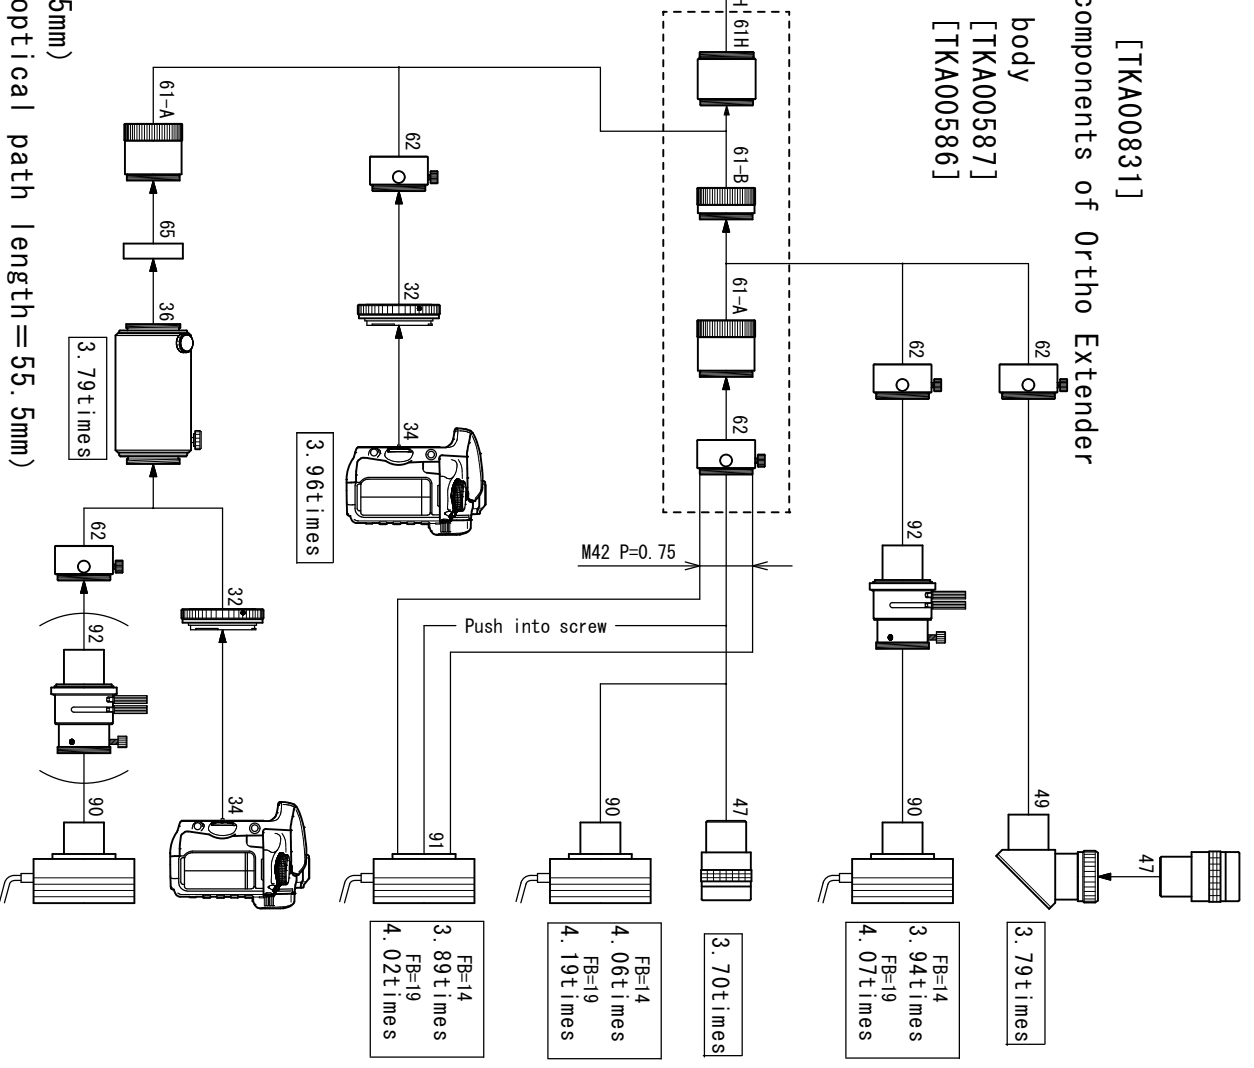 [TKA00831]
components of Ortho Extender
body
[TKA00587]
[TKA00586]
62
49
47
3.79times
62
92
90
FB=14
3.94times
FB=19
4.07times
61H
61-B
61-A
62
47
3.70times
M42 P=0.75
Push into screw
90
FB=14
4.06times
FB=19
4.19times
91
FB=14
3.89times
FB=19
4.02times
62
32
34
3.96times
61-A
65
36
3.79times
32
34
62
92
90
5mm)
optical path length=55.5mm)